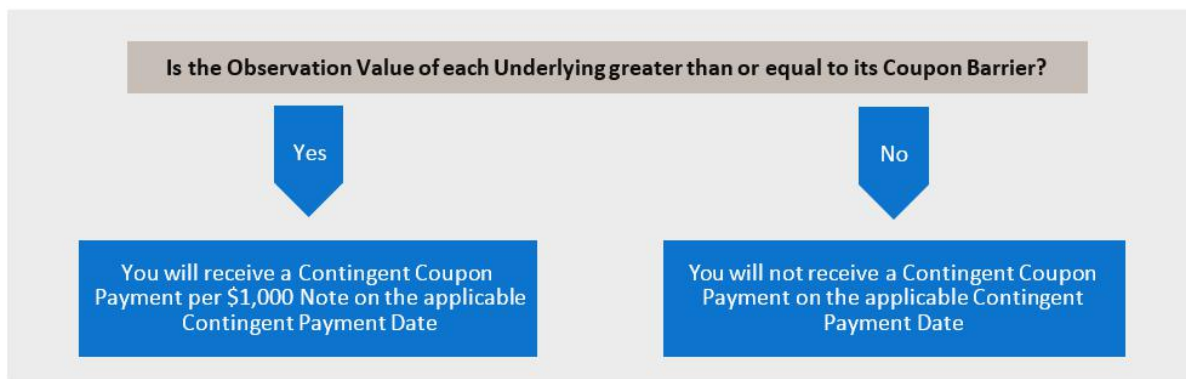 Is the Observation Value of each Underlying greater than or equal to its Coupon Barrier?
Yes
No
You will receive a Contingent Coupon
Payment per $1,000 Note on the applicable
Contingent Payment Date
You will not receive a Contingent Coupon
Payment on the applicable Contingent
Payment Date